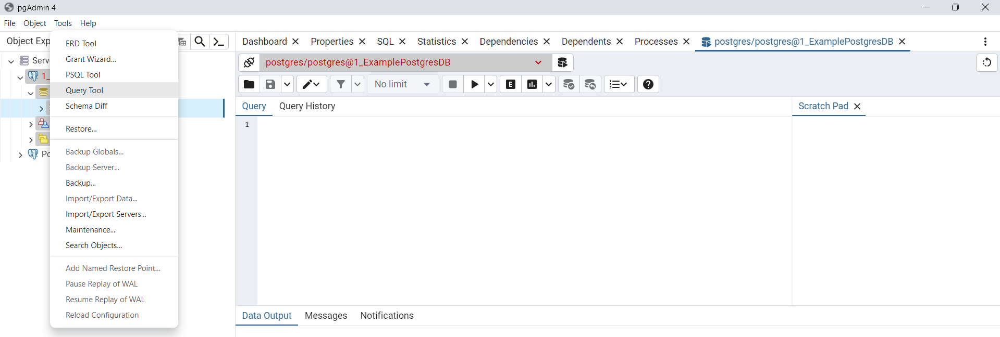 pgAdmin 4
File Object Tools Help
Object Exp
Dashboard Properties SQL Statistics Dependencies Dependents Processes postgres/postgres@1_ExamplePostgresDB
Serv
1_
Po
ERD Tool
Grant Wizard...
PSQL Tool
Query Tool
Schema Diff
Restore...
Backup Globals...
Backup Server...
Backup...
Import/Export Data...
Import/Export Servers...
Maintenance...
Search Objects...
Add Named Restore Point...
Pause Replay of WAL
Resume Replay of WAL
Reload Configuration
postgres/postgres@1_ExamplePostgresDB
No limit
E
Query Query History
Scratch Pad
1
Data Output Messages Notifications